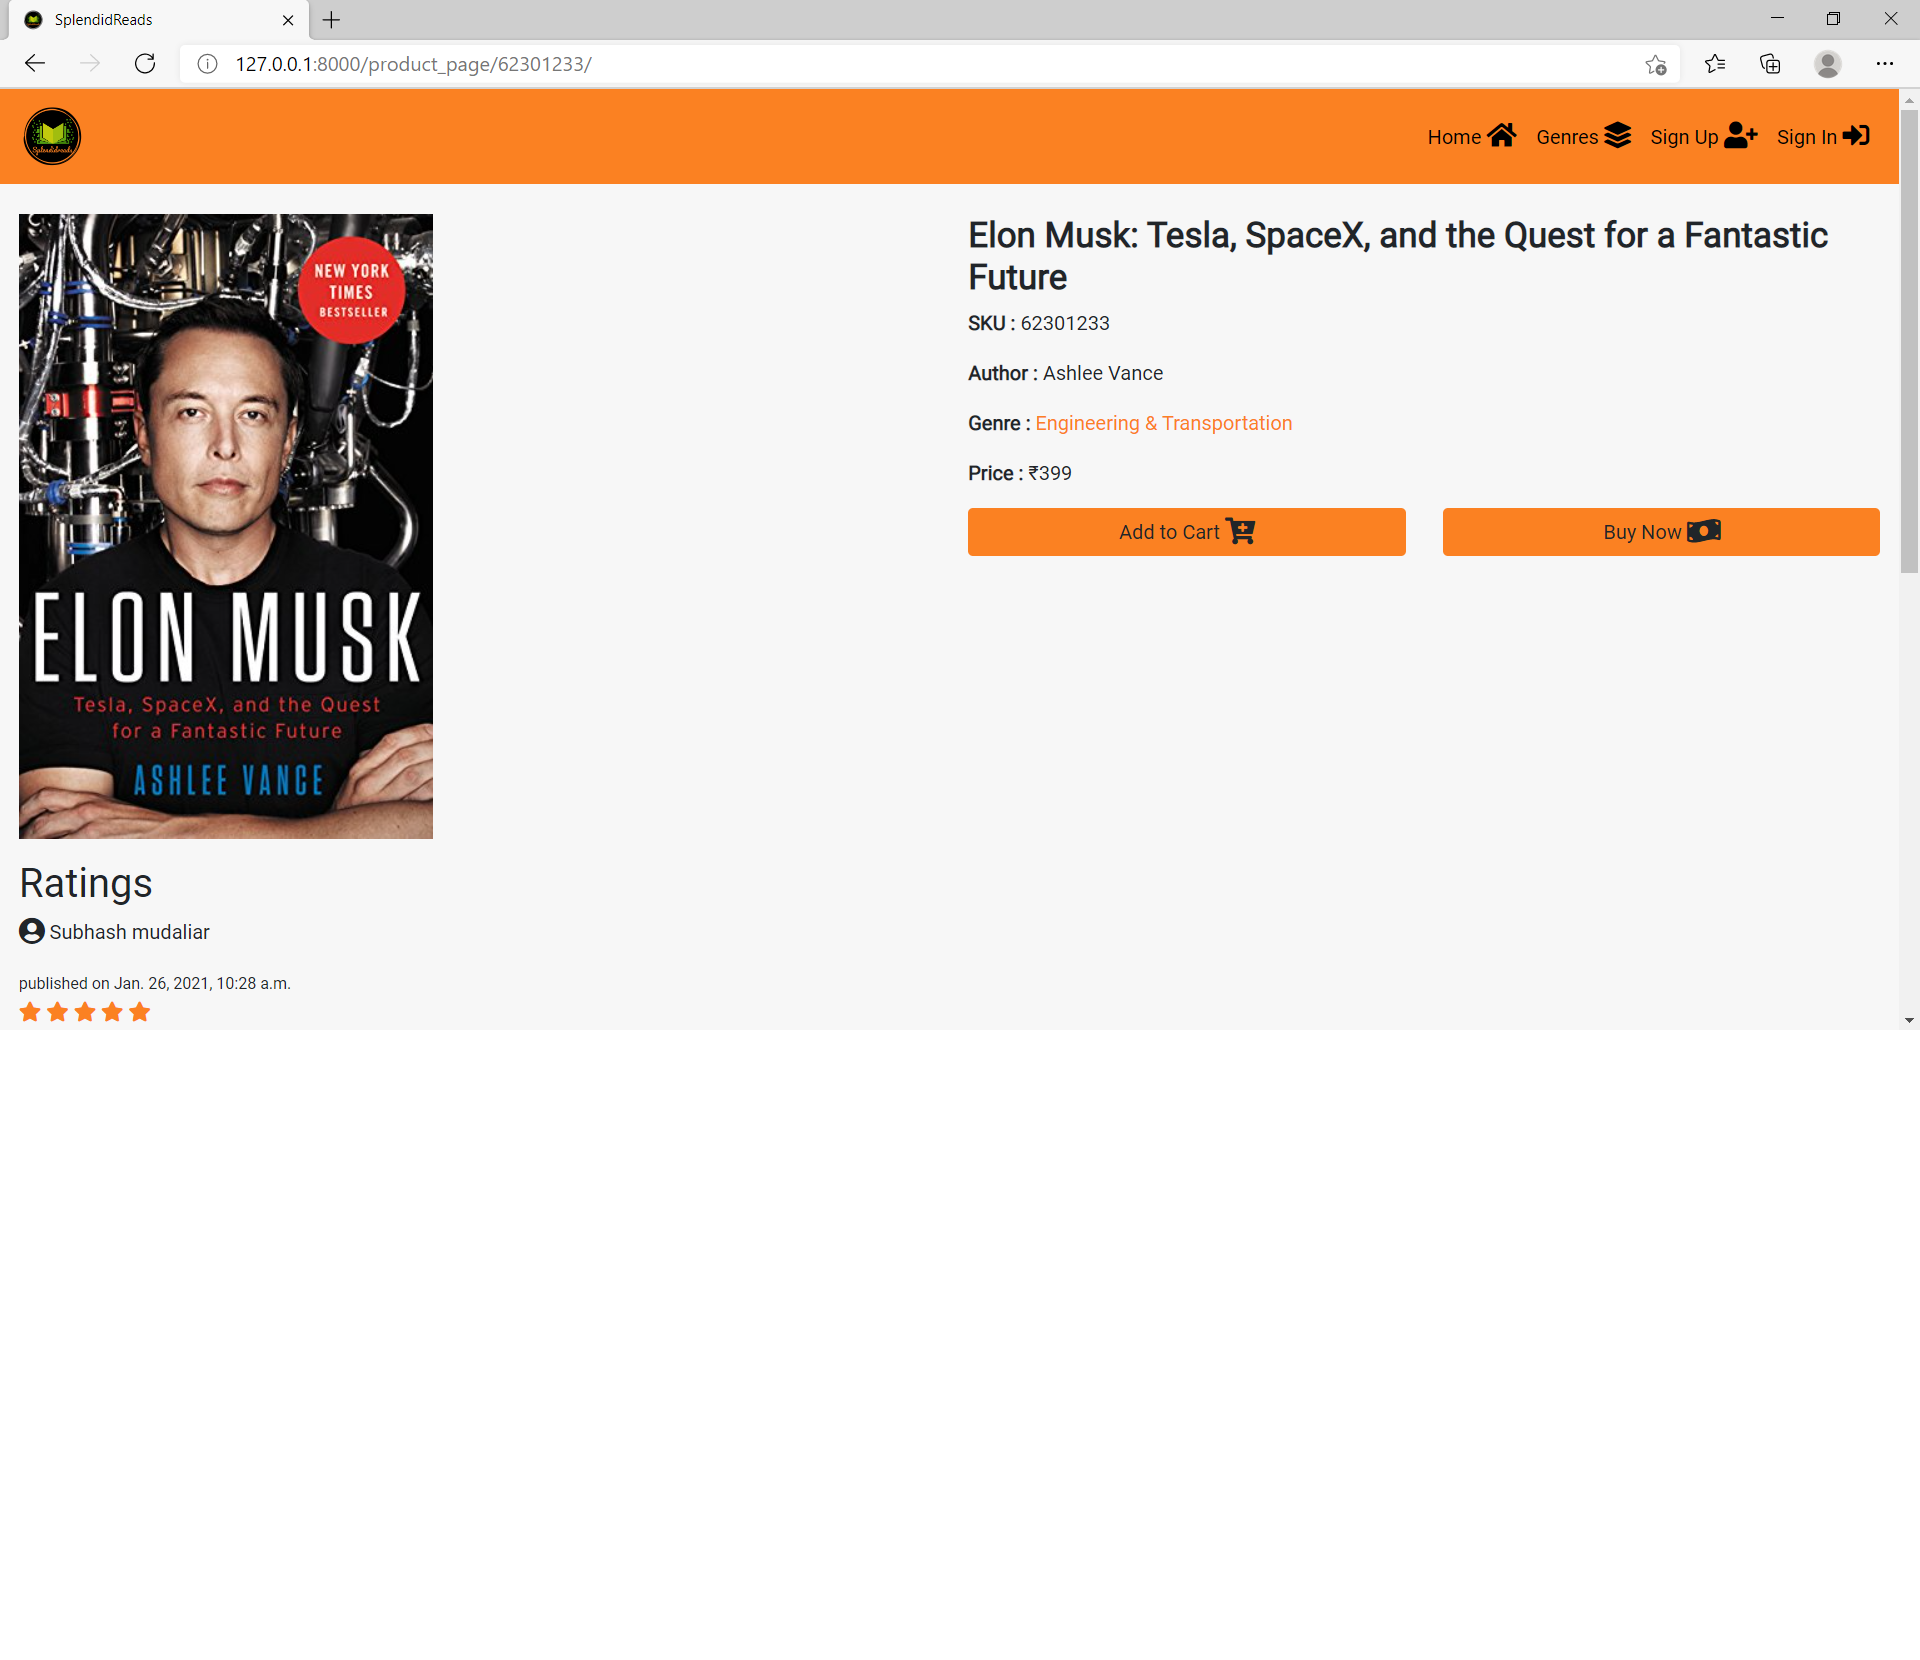 SplendidReads
127.0.0.1:8000/product_page/62301233/
Splendidreads
Home
Genres
Sign Up
Sign In
NEW YORK
TIMES
BESTSELLER
ELON MUSK
Tesla, SpaceX, and the Quest
for a Fantastic Future
ASHLEE VANCE
Elon Musk: Tesla, SpaceX, and the Quest for a Fantastic
Future
SKU : 62301233
Author : Ashlee Vance
Genre : Engineering & Transportation
Price : ₹399
Add to Cart
Buy Now
Ratings
Subhash mudaliar
published on Jan. 26, 2021, 10:28 a.m.